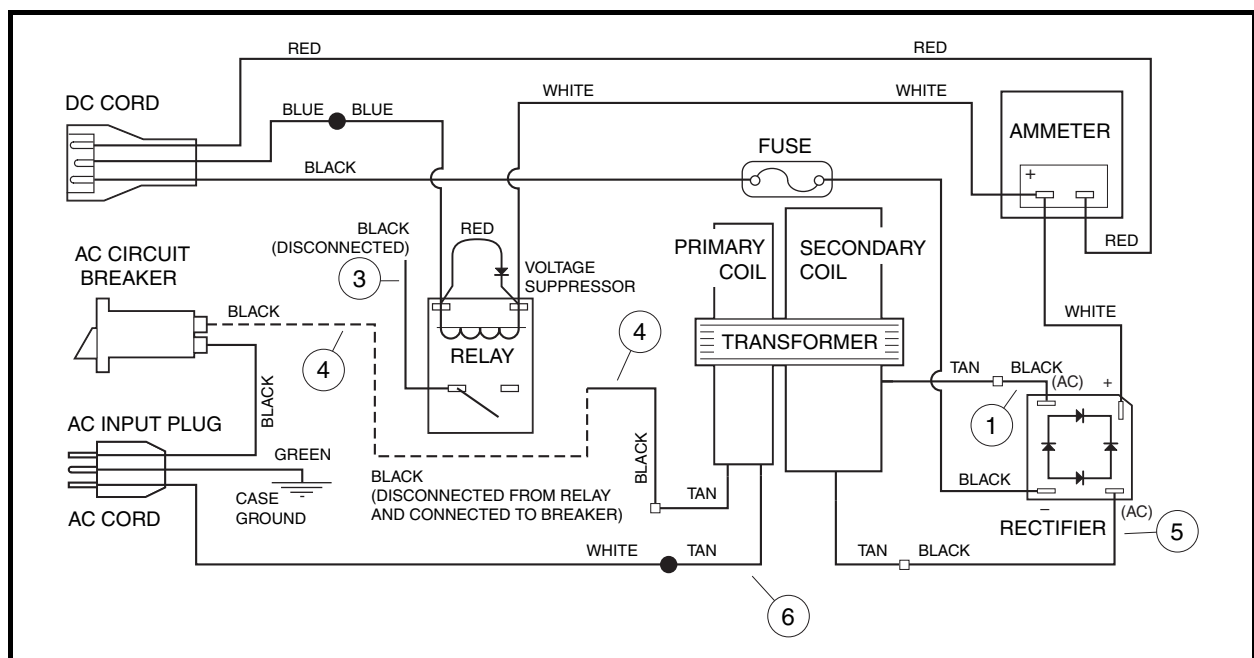 RED
RED
DC CORD
BLUE
BLUE
WHITE
WHITE
AMMETER
FUSE
BLACK
+
BLACK
(DISCONNECTED)
RED
PRIMARY
COIL
SECONDARY
COIL
RED
AC CIRCUIT
BREAKER
3
VOLTAGE
SUPPRESSOR
BLACK
4
WHITE
4
RELAY
TRANSFORMER
TAN
BLACK
(AC)
+
BLACK
1
AC INPUT PLUG
GREEN
BLACK
(DISCONNECTED FROM RELAY
AND CONNECTED TO BREAKER)
BLACK
TAN
BLACK
CASE
GROUND
AC CORD
–
RECTIFIER
(AC)
5
WHITE
TAN
TAN
BLACK
6